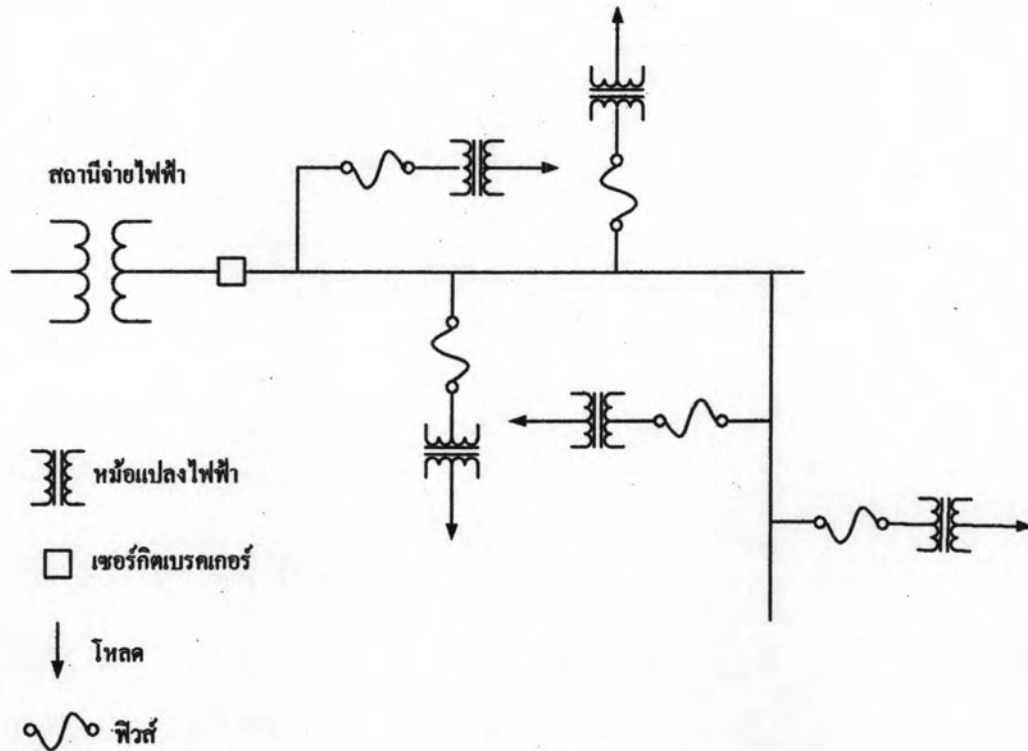 สถานีจ่ายไฟฟ้า
หม้อแปลงไฟฟ้า
เซอร์กิตเบรคเกอร์
โหลด
ฟิวส์